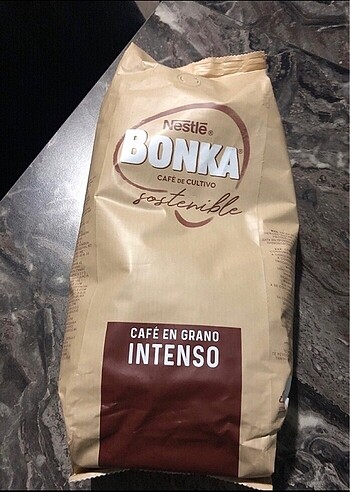 Nestlé®
BONKA®
CAFÉ DE CULTIVO
sostenible
CAFÉ EN GRANO
INTENSO